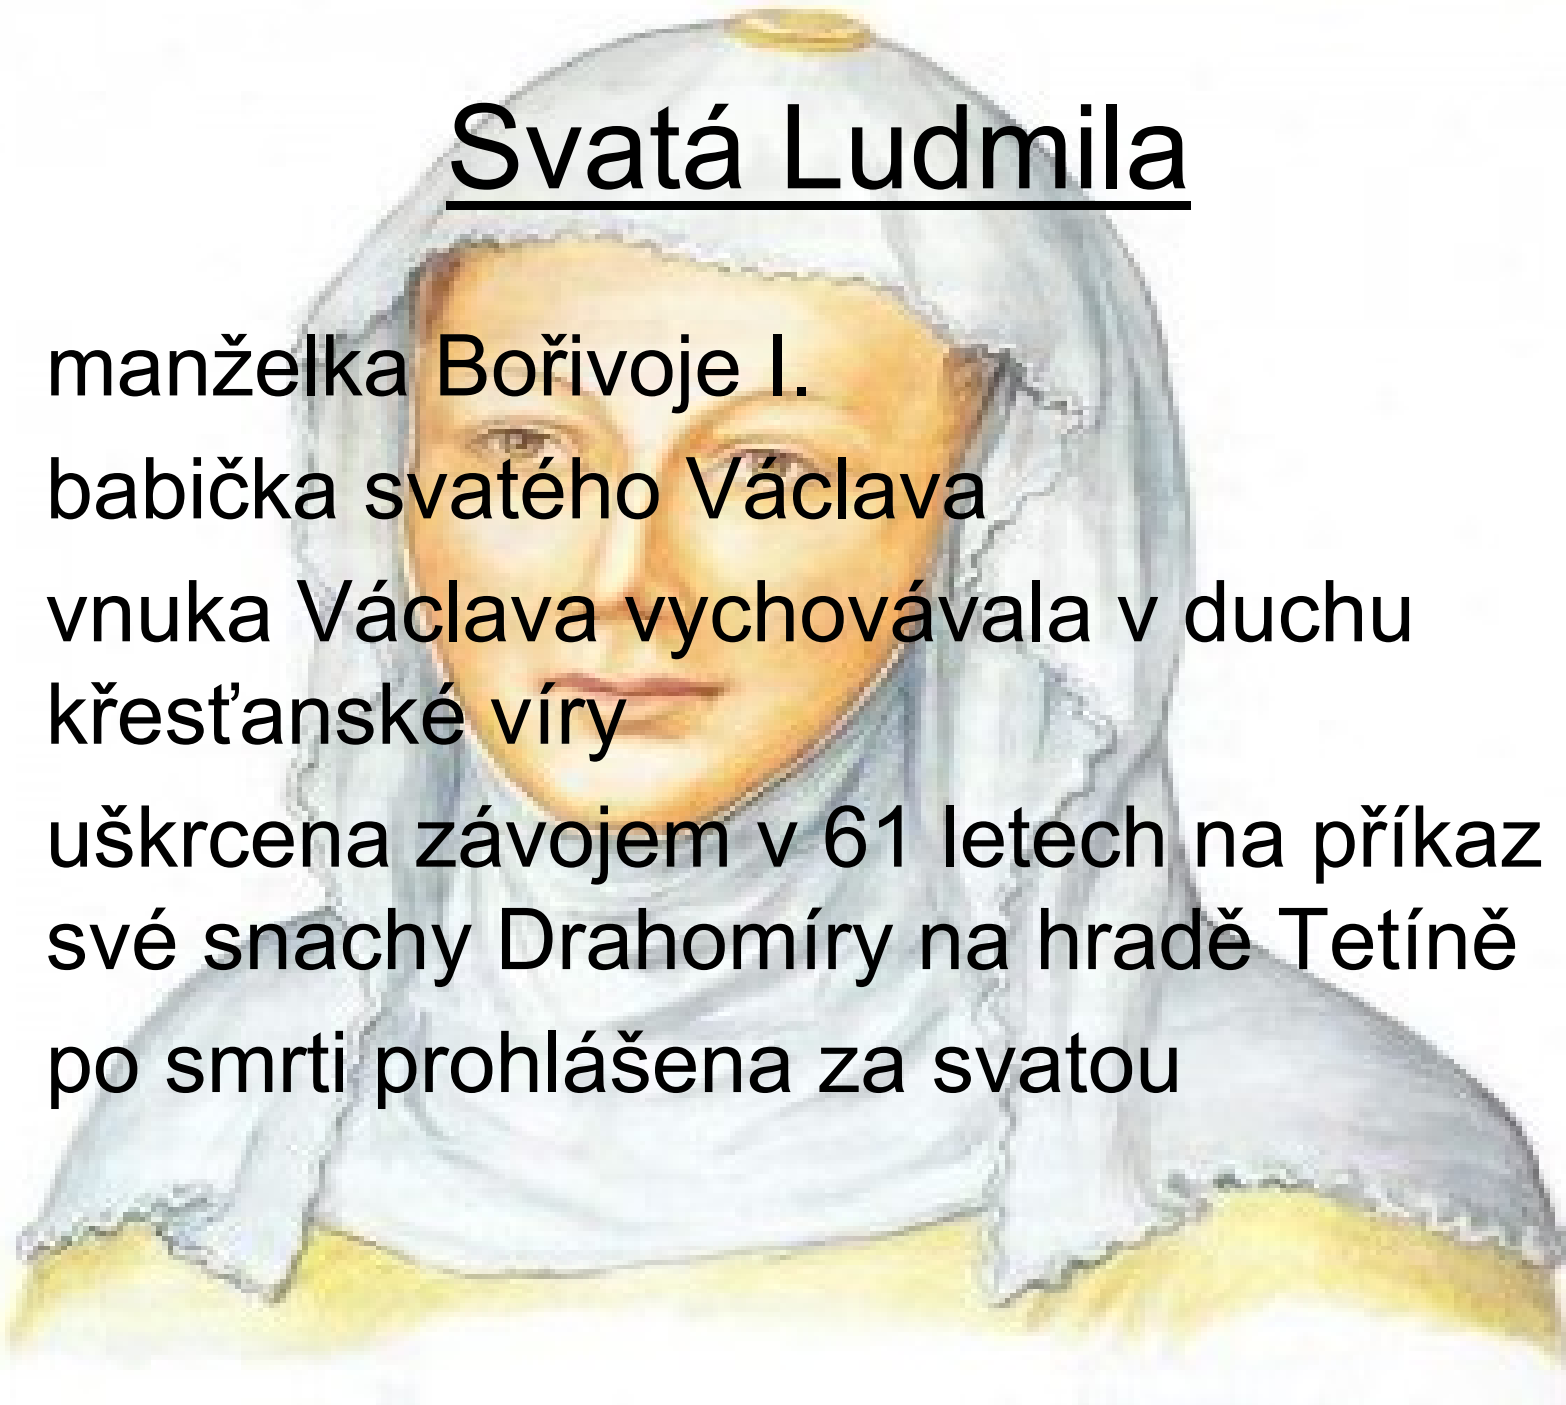 Svatá Ludmila
manželka Bořivoje I.
babička svatého Václava
vnuka Václava vychovávala v duchu
křesťanské víry
uškrcena závojem v 61 letech na příkaz
své snachy Drahomíry na hradě Tetíně
po smrti prohlášena za svatou